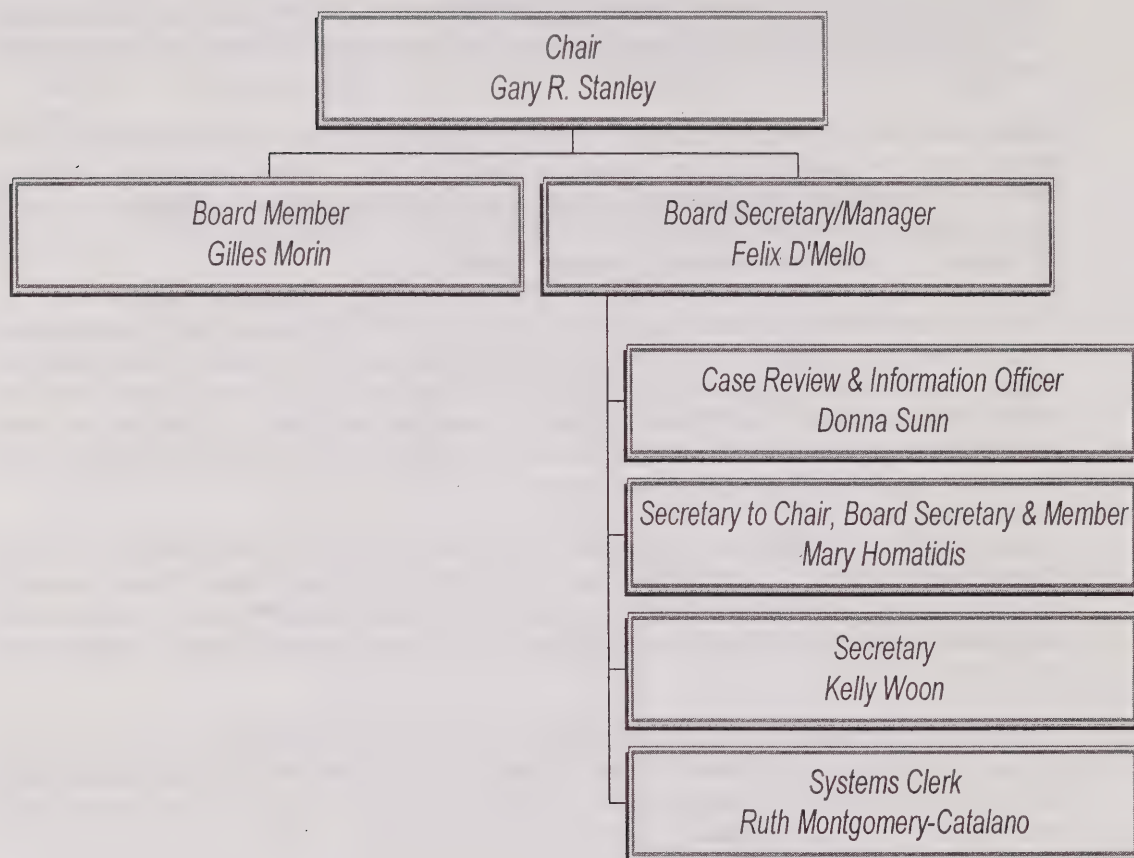 Chair
Gary R. Stanley
Board Member
Gilles Morin
Board Secretary/Manager
Felix D'Mello
Case Review & Information Officer
Donna Sunn
Secretary to Chair, Board Secretary & Member
Mary Homatidis
Secretary
Kelly Woon
Systems Clerk
Ruth Montgomery-Catalano